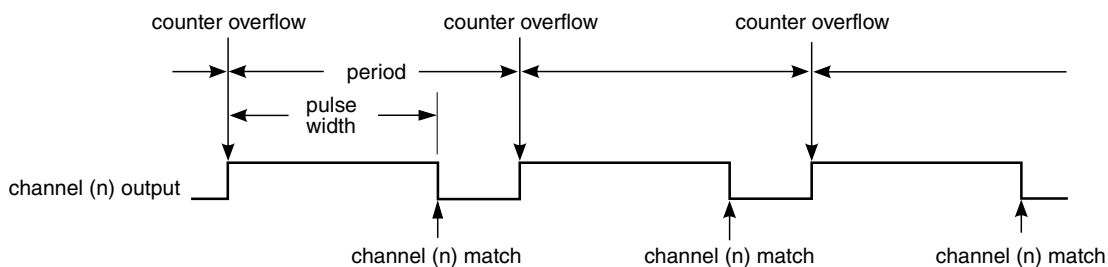 counter overflow
counter overflow
counter overflow
period
pulse
width
channel (n) output
channel (n) match
channel (n) match
channel (n) match